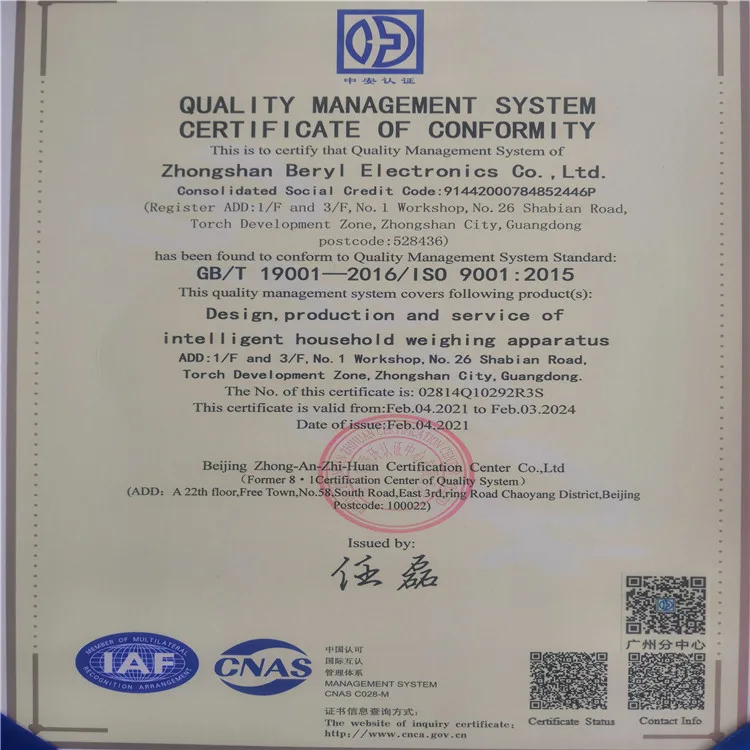 中安认证
QUALITY MANAGEMENT SYSTEM
CERTIFICATE OF CONFORMITY
This is to certify that Quality Management System of
Zhongshan Beryl Electronics Co.,Ltd.
Consolidated Social Credit Code:91442000784852446P
(Register ADD:1/F and 3/F,No.1 Workshop,No.26 Shabian Road,
Torch Development Zone,Zhongshan City,Guangdong
postcode:528436)
has been found to conform to Quality Management System Standard:
GB/T 19001—2016/ISO 9001:2015
This quality management system covers following product(s):
Design,production and service of
intelligent household weighing apparatus
ADD:1/F and 3/F,No.1 Workshop,No.26 Shabian Road,
Torch Development Zone,Zhongshan City,Guangdong.
The No. of this certificate is: 02814Q10292R3S
This certificate is valid from:Feb.04.2021 to Feb.03.2024
Date of issue:Feb.04.2021
Beijing Zhong-An-Zhi-Huan Certification Center Co.,Ltd
(Former 8·1Certification Center of Quality System)
(ADD: A 22th floor,Free Town,No.58,South Road,East 3rd,ring Road Chaoyang District,Beijing
Postcode: 100022)
Issued by:
任磊
MEMBER OF MULTILATERAL
IAF
RECOGNITION ARRANGEMENT
CNAS
中国认可
国际互认
管理体系
MANAGEMENT SYSTEM
CNAS C028-M
证书信息查询方式:
The website of inquiry certificate:
http://www.cnca.gov.cn
广州分中心
Certificate Status
Contact Info